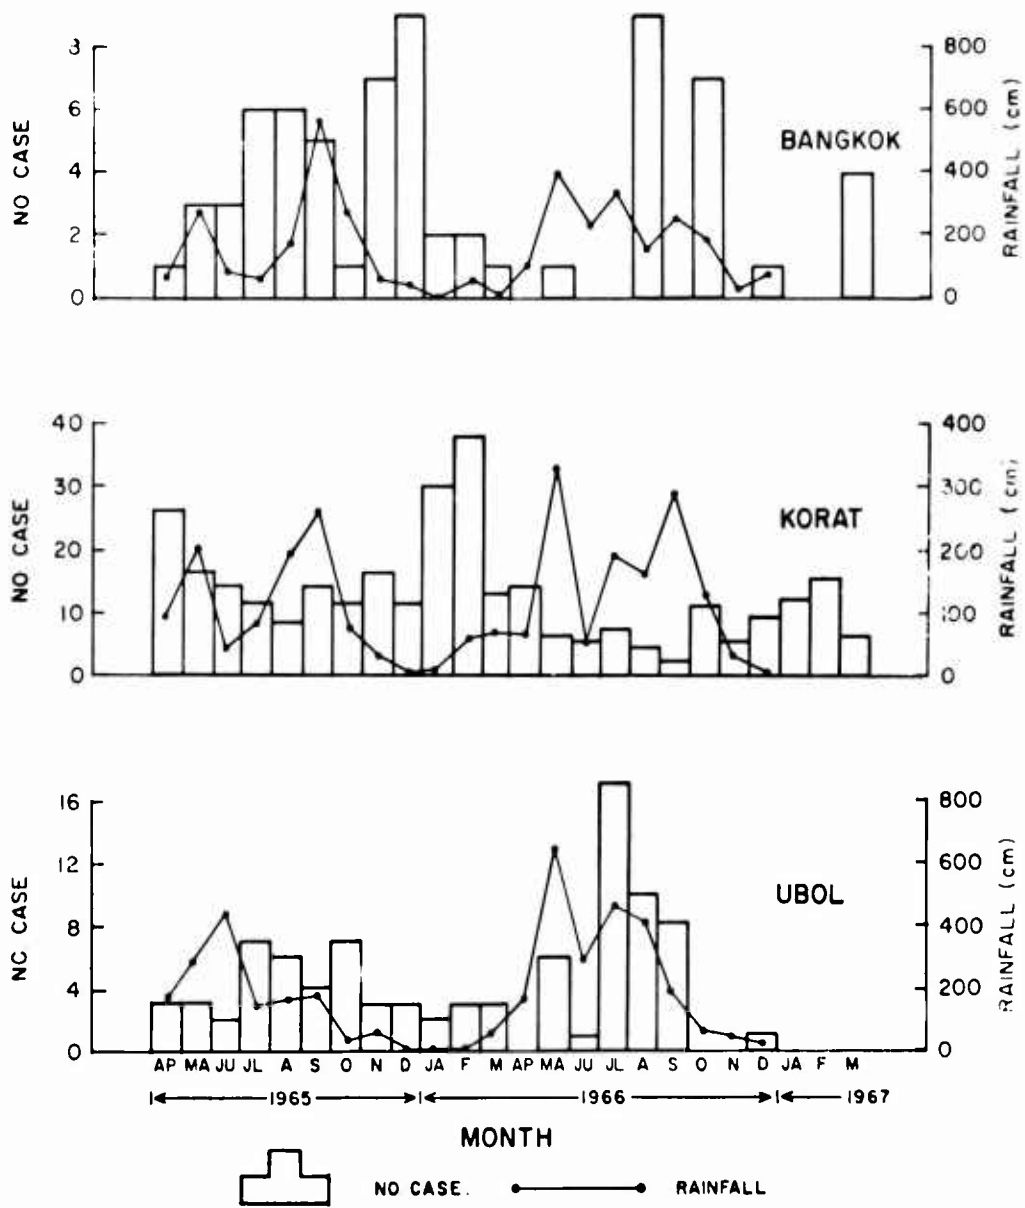 NO CASE
3
6
4
2
0
BANGKOK
800
600
400
200
0
RAINFALL (cm)
NO CASE
40
30
20
10
0
KORAT
400
300
200
100
0
RAINFALL (cm)
NC CASE
16
12
8
4
0
UBOL
800
600
400
200
0
RAINFALL (cm)
AP MA JU JL A S O N D JA F M AP MA JU JL A S O N D JA F M
1965 1966 1967
MONTH
NO CASE. RAINFALL